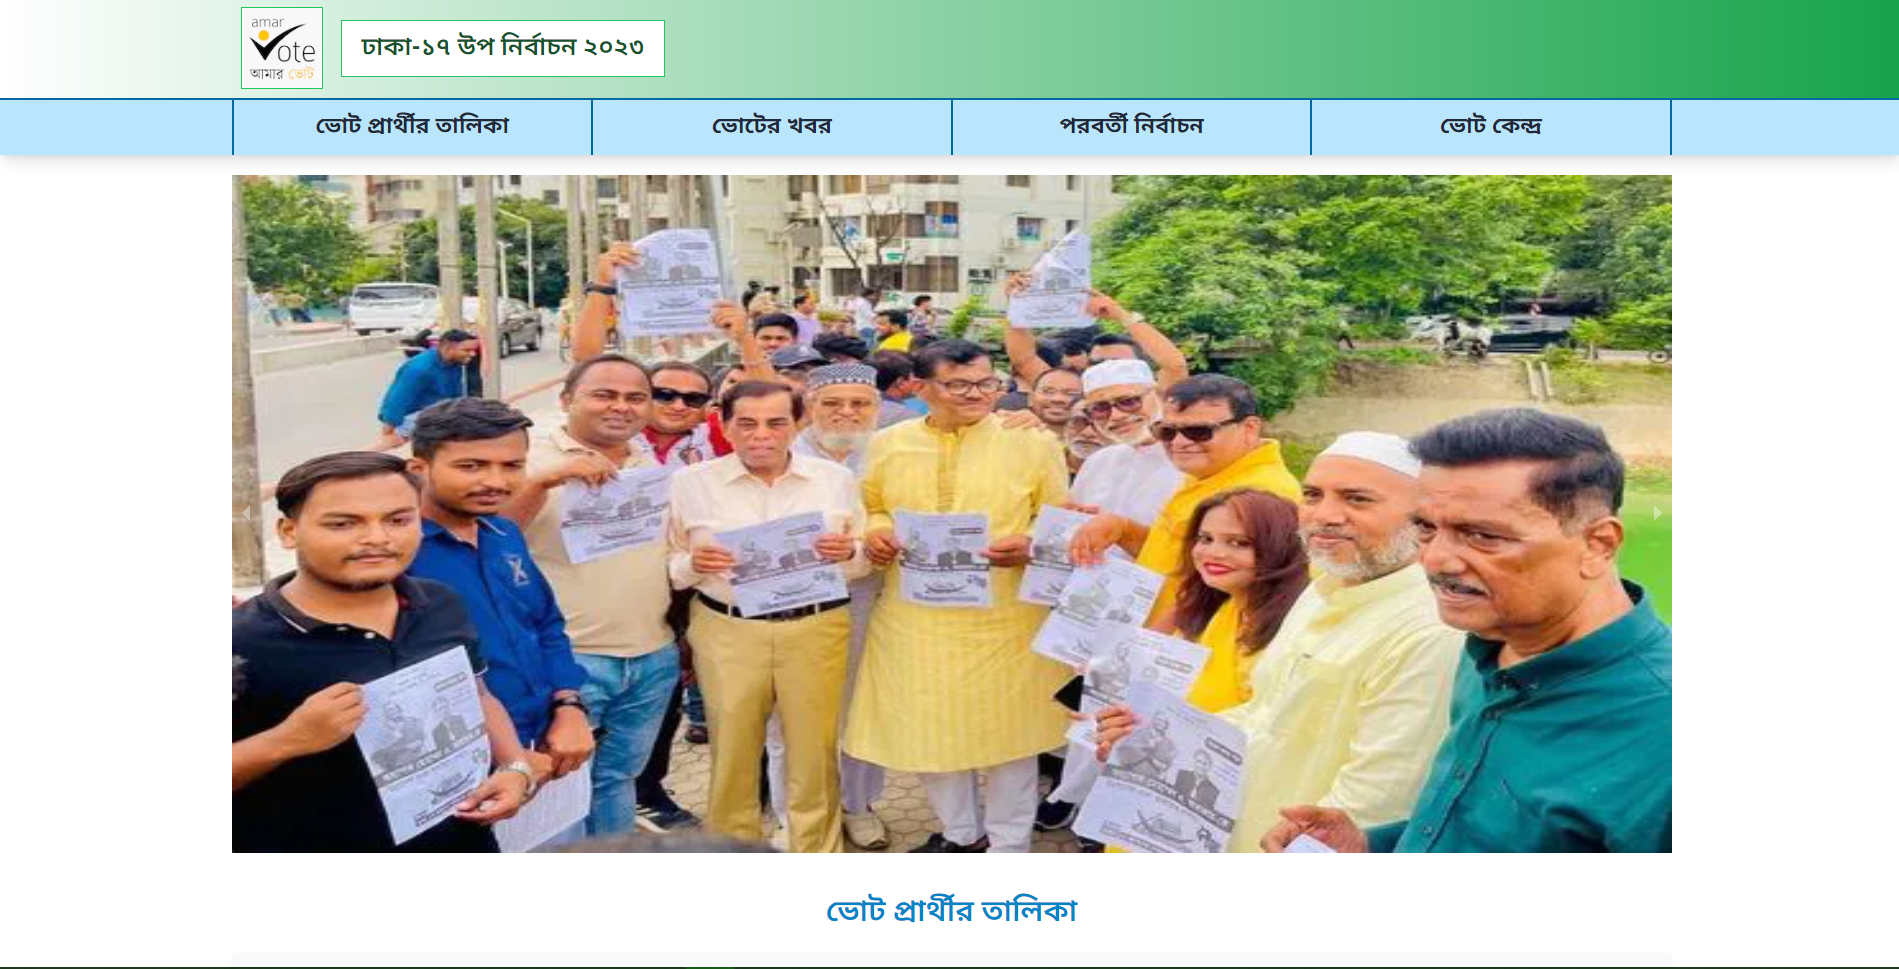 amar
Vote
আমার ভোট
ঢাকা-১৭ উপ নির্বাচন ২০২৩
ভোট প্রার্থীর তালিকা
ভোটের খবর
পরবর্তী নির্বাচন
ভোট কেন্দ্র
ভোট প্রার্থীর তালিকা